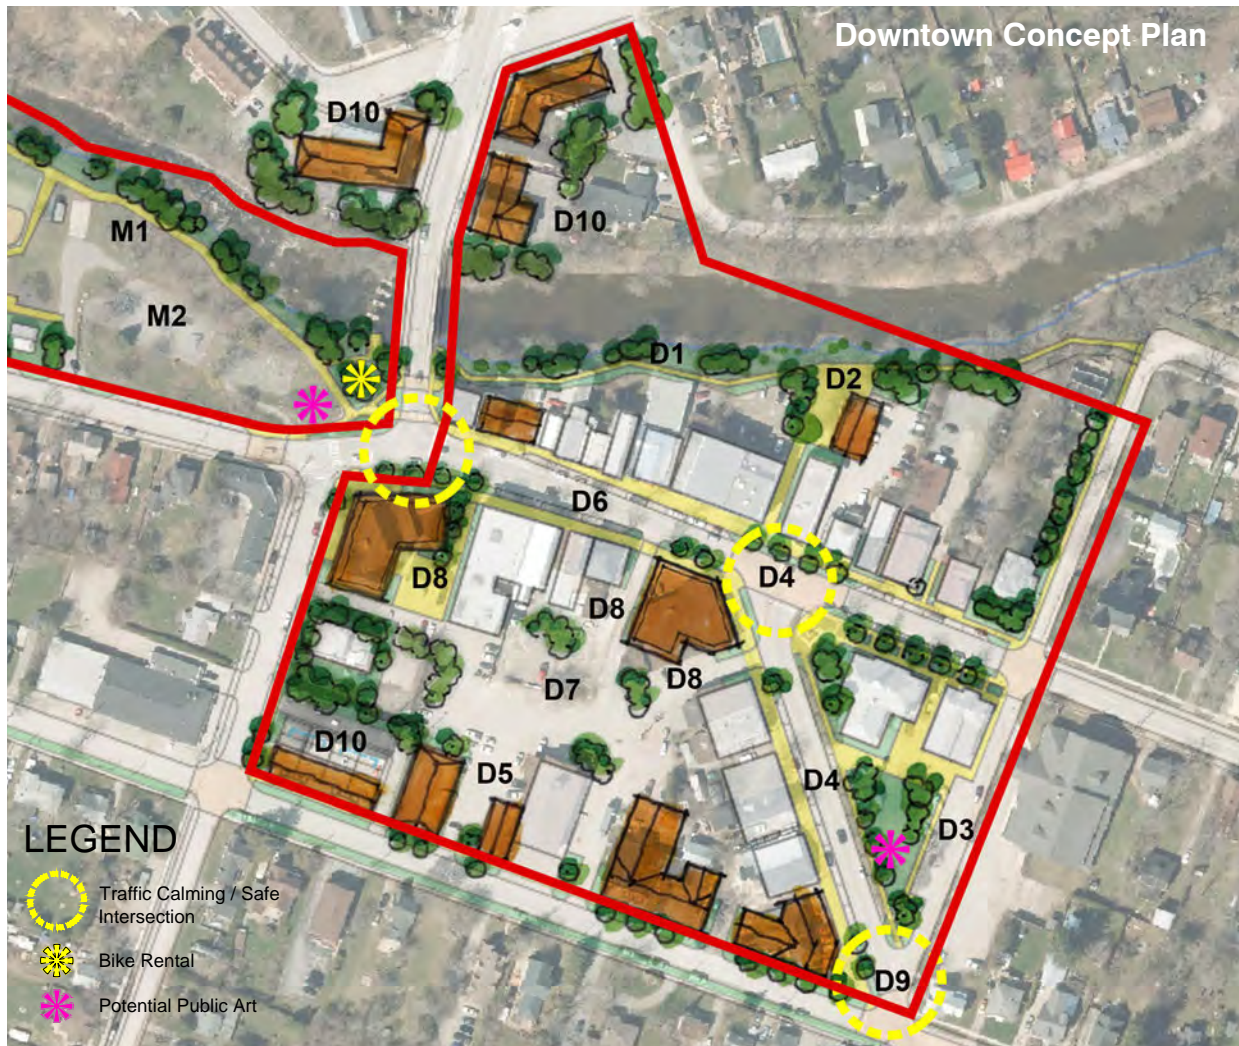 Downtown Concept Plan
D10
D10
M1
M2
D1
D2
D6
D4
D8
D8
D8
D7
D10
D5
D4
D3
D9
LEGEND
Traffic Calming / Safe
Intersection
Bike Rental
Potential Public Art